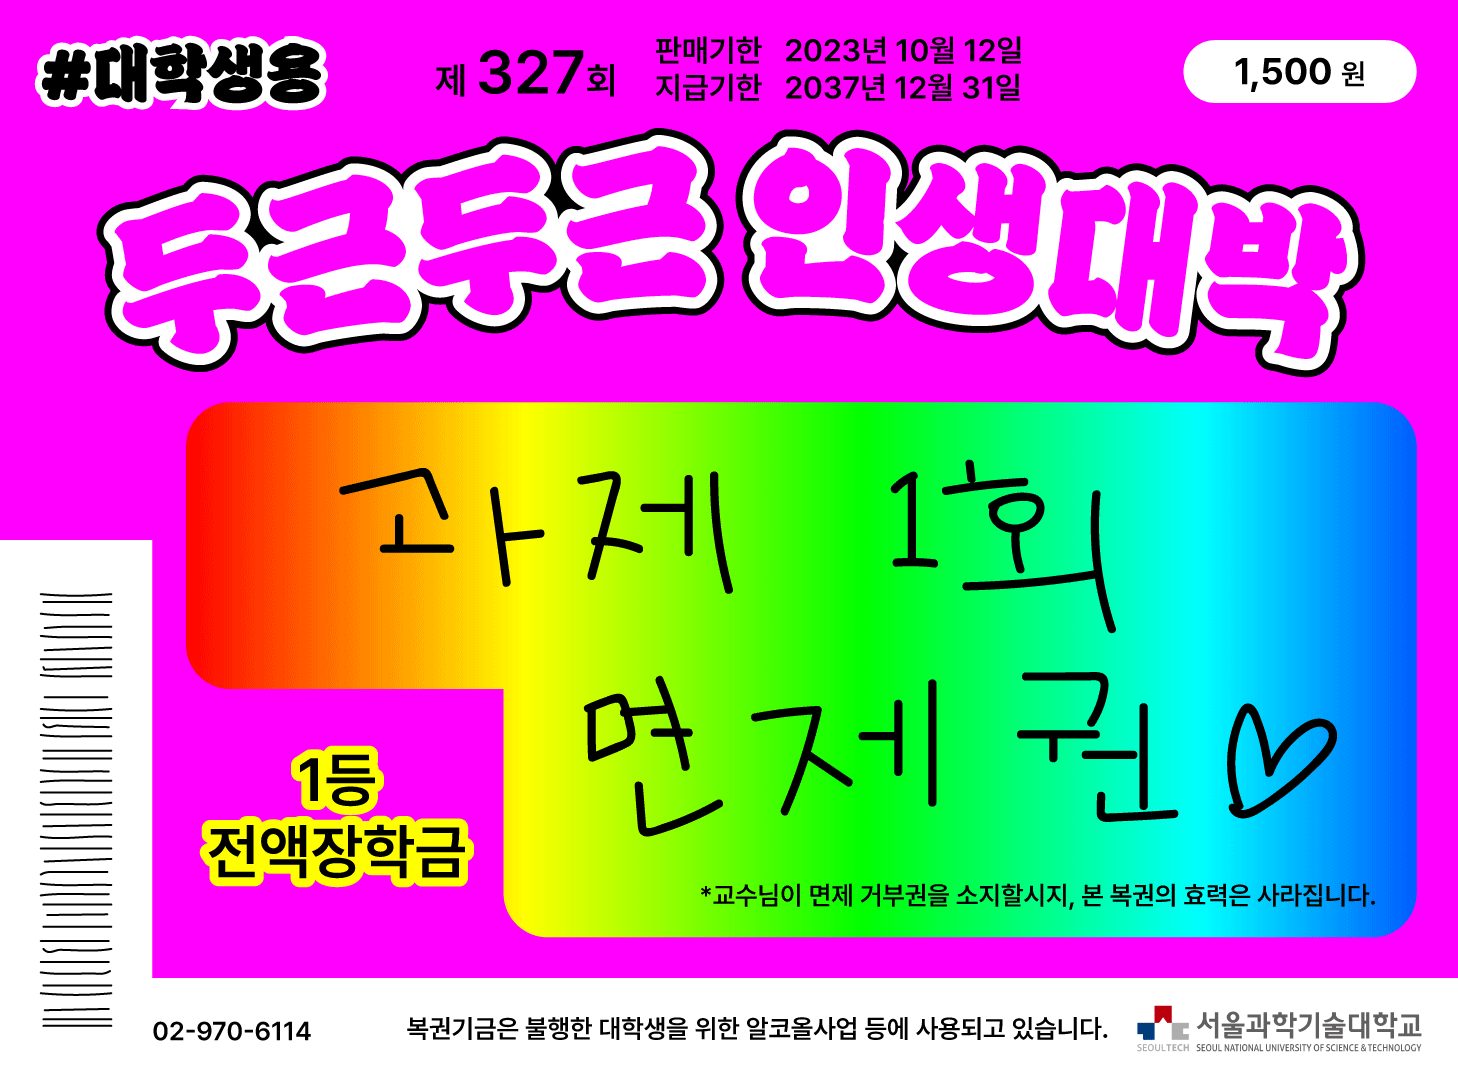 #대학생용
제 327회
판매기한 2023년 10월 12일
지급기한 2037년 12월 31일
1,500 원
두근두근 인생대박
과제 1회
면제권♡
*교수님이 면제 거부권을 소지할시지, 본 복권의 효력은 사라집니다.
1등
전액장학금
02-970-6114
복권기금은 불행한 대학생을 위한 알코올사업 등에 사용되고 있습니다.
서울과학기술대학교
SEOULTECH SEOUL NATIONAL UNIVERSITY OF SCIENCE & TECHNOLOGY